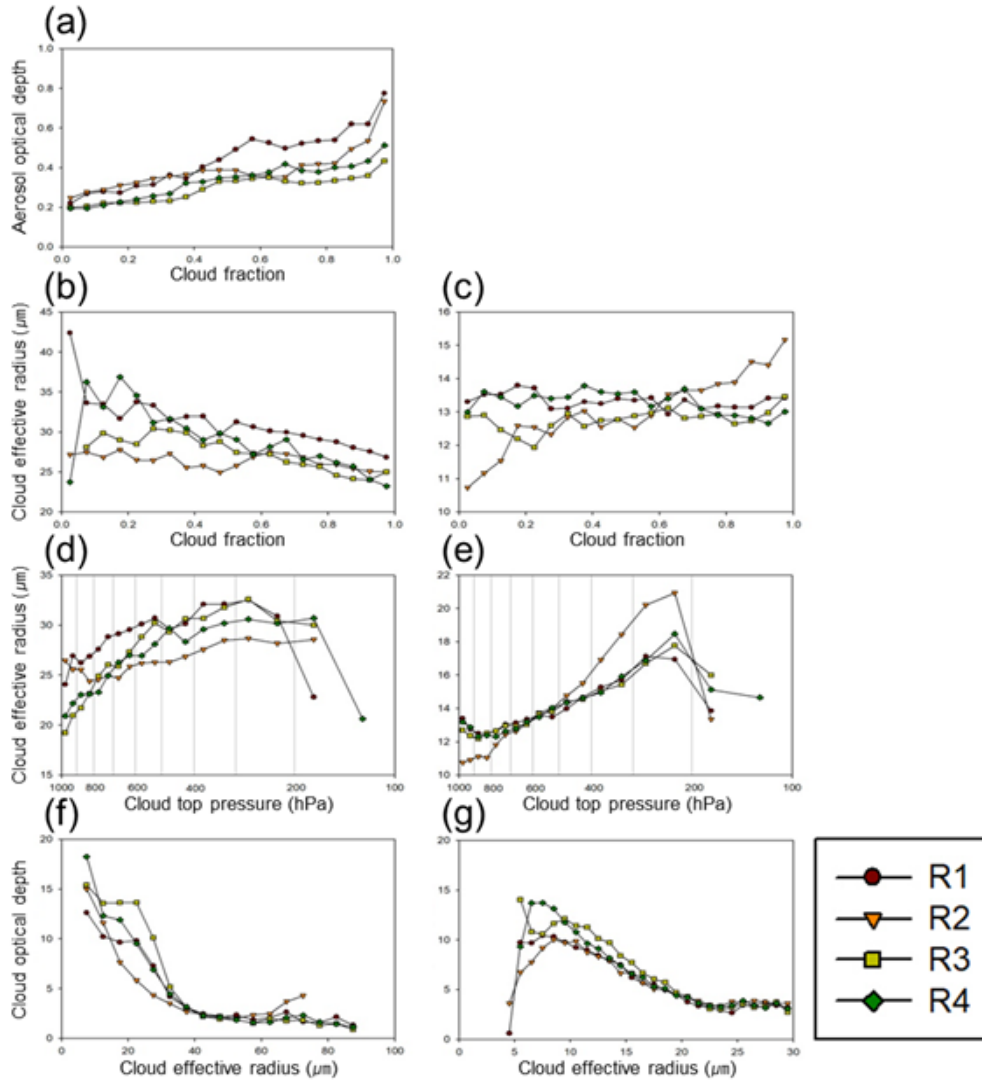 (a)
1.0
0.8
0.6
0.4
0.2
0.0
Aerosol optical depth
0.0 0.2 0.4 0.6 0.8 1.0
Cloud fraction
(b)
45
40
35
30
25
20
Cloud effective radius (μm)
0.0 0.2 0.4 0.6 0.8 1.0
Cloud fraction
(c)
16
15
14
13
12
11
10
0.0 0.2 0.4 0.6 0.8 1.0
Cloud fraction
(d)
35
30
25
20
15
Cloud effective radius (μm)
1000 800 600 400 200 100
Cloud top pressure (hPa)
(e)
22
20
18
16
14
12
10
1000 800 600 400 200 100
Cloud top pressure (hPa)
(f)
20
15
10
5
0
Cloud optical depth
0 20 40 60 80 100
Cloud effective radius (μm)
(g)
20
15
10
5
0
0 5 10 15 20 25 30
Cloud effective radius (μm)
R1
R2
R3
R4